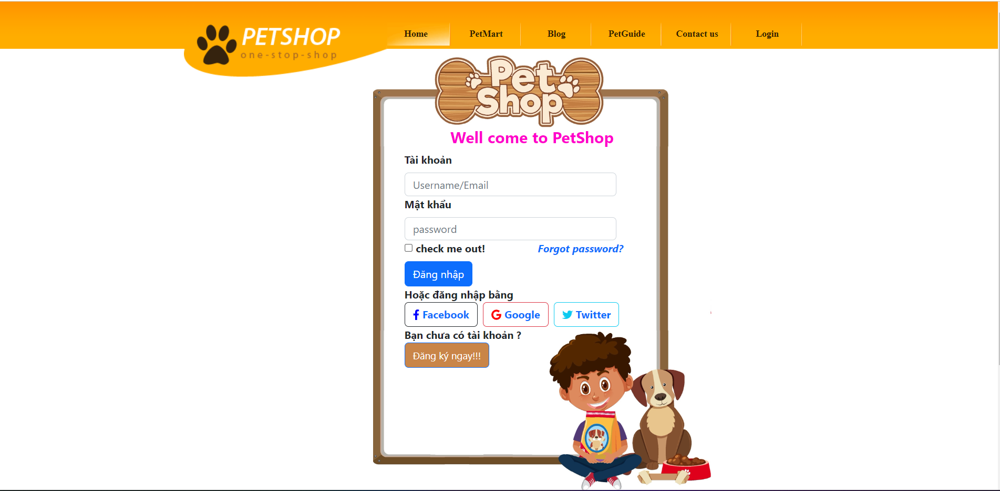 PETSHOP
one-stop-shop
Home PetMart Blog PetGuide Contact us Login
Pet
Shop
Well come to PetShop
Tài khoản
Username/Email
Mật khẩu
password
check me out! Forgot password?
Đăng nhập
Hoặc đăng nhập bằng
Facebook Google Twitter
Bạn chưa có tài khoản ?
Đăng ký ngay!!!